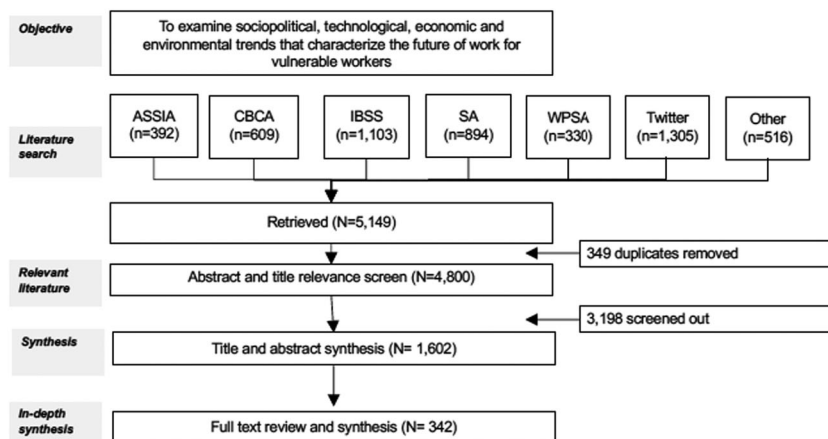 Objective
To examine sociopolitical, technological, economic and
environmental trends that characterize the future of work for
vulnerable workers
Literature
search
ASSIA
(n=392)
CBCA
(n=609)
IBSS
(n=1,103)
SA
(n=894)
WPSA
(n=330)
Twitter
(n=1,305)
Other
(n=516)
Retrieved (N=5,149)
349 duplicates removed
Relevant
literature
Abstract and title relevance screen (N=4,800)
3,198 screened out
Synthesis
Title and abstract synthesis (N= 1,602)
In-depth
synthesis
Full text review and synthesis (N= 342)